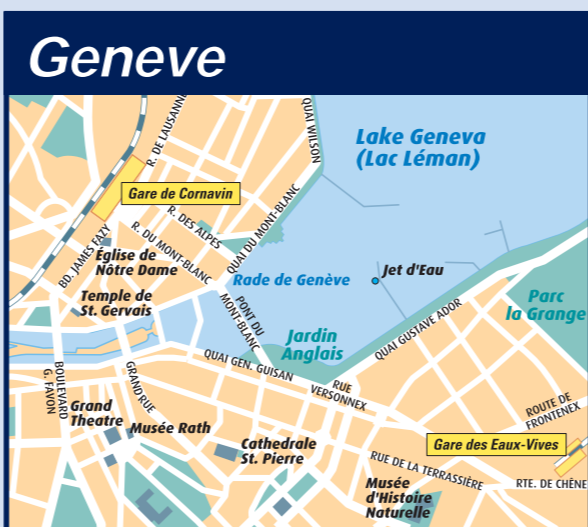 Geneve
R. DE LAUSANNE
QUAI WILSON
Lake Geneva
(Lac Léman)
Gare de Cornavin
R. DES ALPES
R. DU MONT-BLANC
QUAI DU MONT-BLANC
BD. JAMES FAZY
Église de
Nôtre Dame
Rade de Genève
Jet d'Eau
Temple de
St. Gervais
PONT DU
MONT-BLANC
Jardin
Anglais
QUAI GUSTAVE ADOR
Parc
la Grange
QUAI GEN. GUISAN
RUE
VERSONNEX
BOULEVARD
G. FAVON
GRAND RUE
Grand
Theatre
Musée Rath
Cathedrale
St. Pierre
ROUTE DE
FRONTENEX
Gare des Eaux-Vives
RUE DE LA TERRASSIÈRE
RTE. DE CHÊNE
Musée
d'Histoire
Naturelle